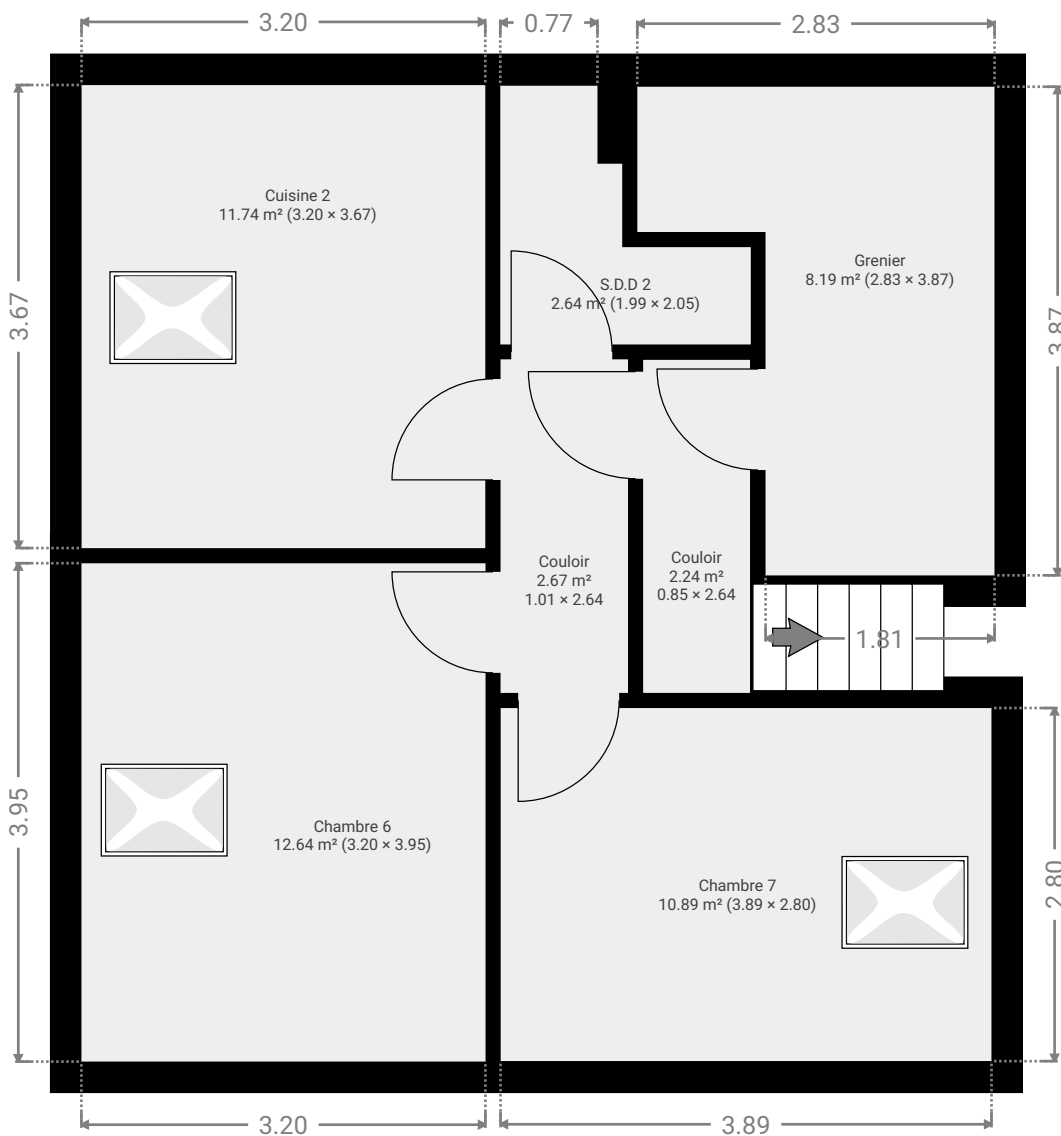 3.20
0.77
2.83
Cuisine 2
11.74 m² (3.20 × 3.67)
Grenier
8.19 m² (2.83 × 3.87)
S.D.D 2
2.64 m² (1.99 × 2.05)
3.67
3.87
Couloir
2.67 m²
1.01 × 2.64
Couloir
2.24 m²
0.85 × 2.64
1.81
3.95
Chambre 6
12.64 m² (3.20 × 3.95)
Chambre 7
10.89 m² (3.89 × 2.80)
2.80
3.20
3.89